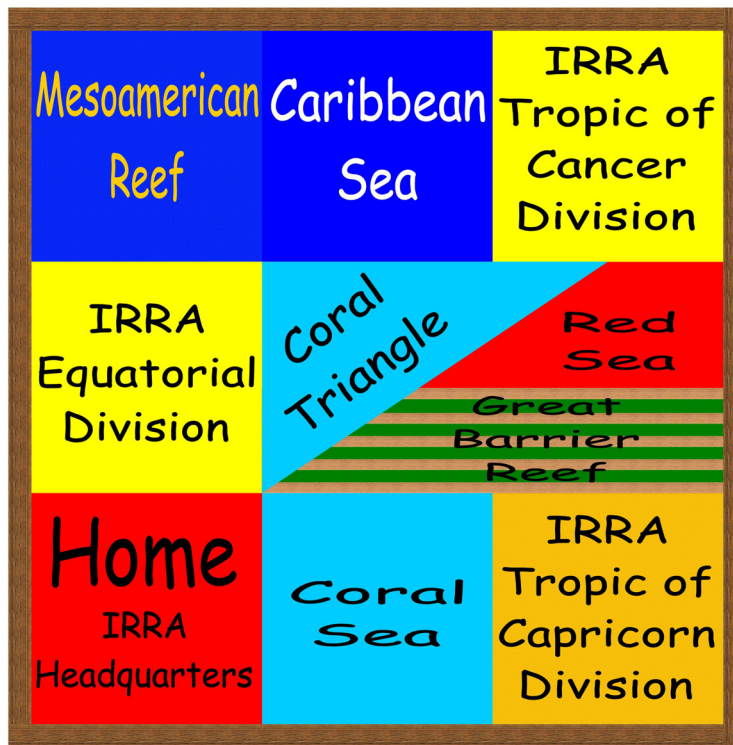 Mesoamerican
Reef
Caribbean
Sea
IRRA
Tropic of
Cancer
Division
IRRA
Equatorial
Division
Coral
Triangle
Red
Sea
Great
Barrier
Reef
Home
IRRA
Headquarters
Coral
Sea
IRRA
Tropic of
Capricorn
Division